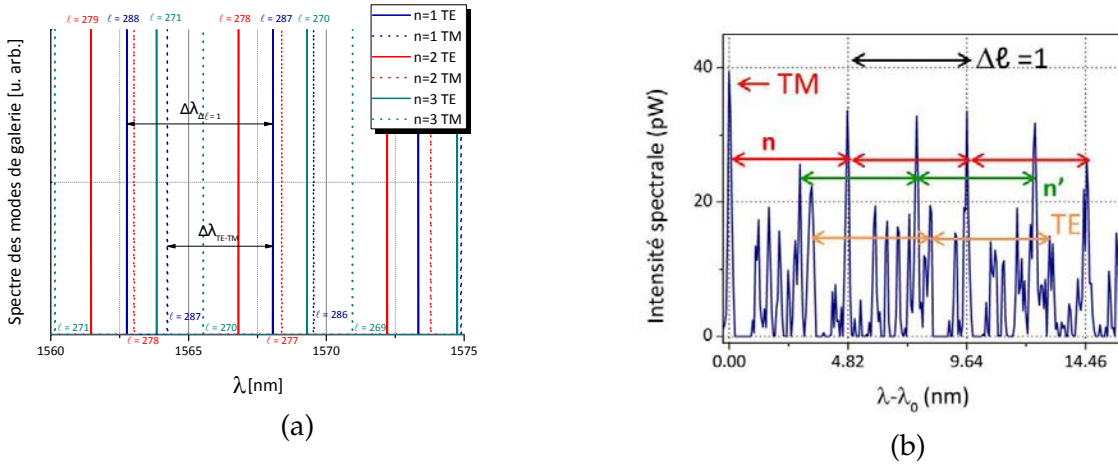 ℓ = 279
ℓ = 288
ℓ = 271
ℓ = 278
ℓ = 287
ℓ = 270
n=1 TE
n=1 TM
n=2 TE
n=2 TM
n=3 TE
n=3 TM
Spectre des modes de galerie [u. arb.]
Δλ Δℓ = 1
Δλ TE-TM
ℓ = 271
ℓ = 278
ℓ = 287
ℓ = 270
ℓ = 277
ℓ = 286
ℓ = 269
1560
1565
1570
1575
λ [nm]
(a)
Intensité spectrale (pW)
40
20
0
TM
Δℓ =1
n
n'
TE
0.00
4.82
9.64
14.46
λ-λ0 (nm)
(b)